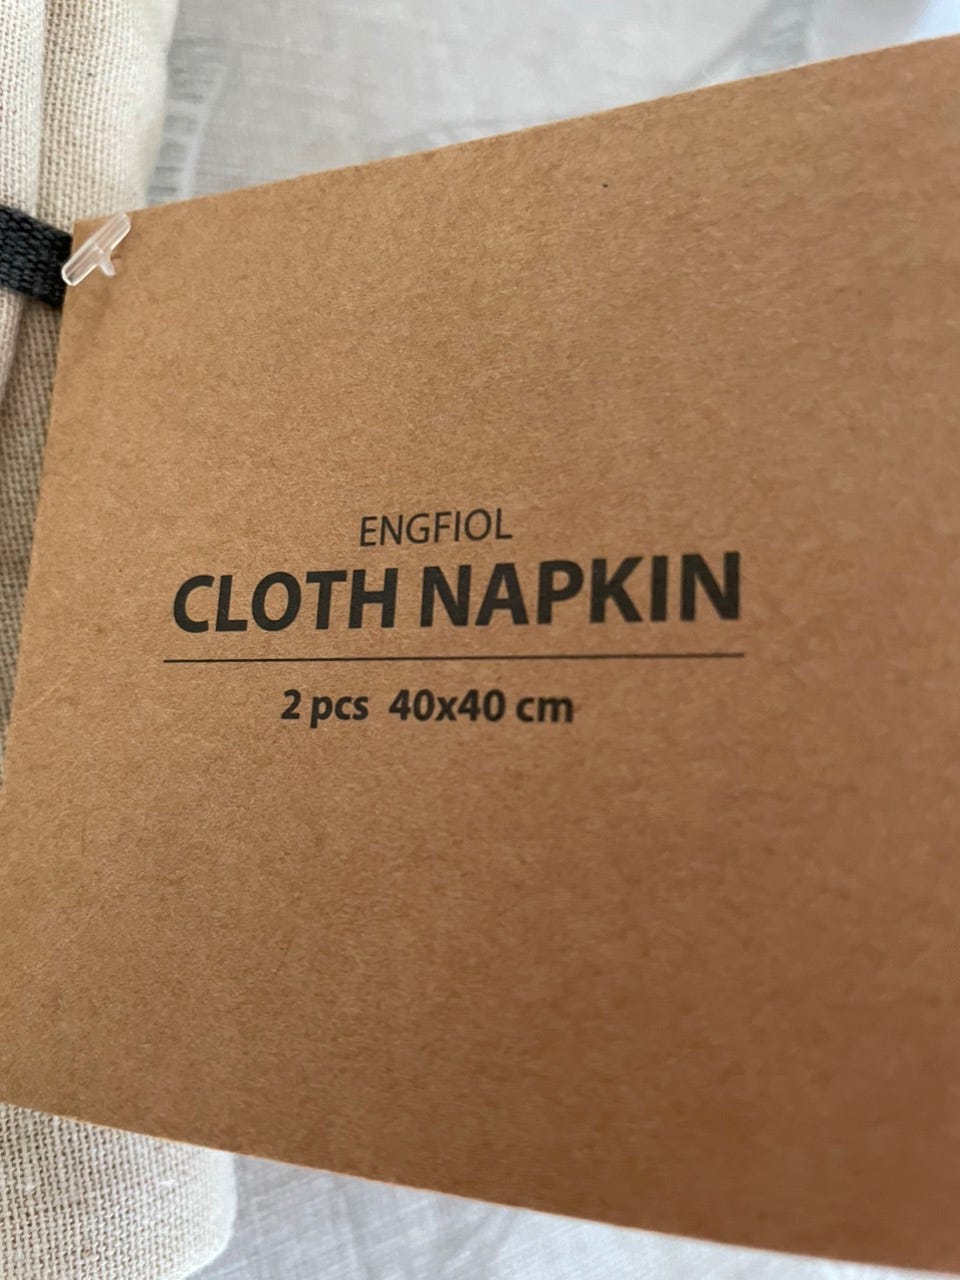 ENGFIOL
CLOTH NAPKIN
2 pcs 40x40 cm